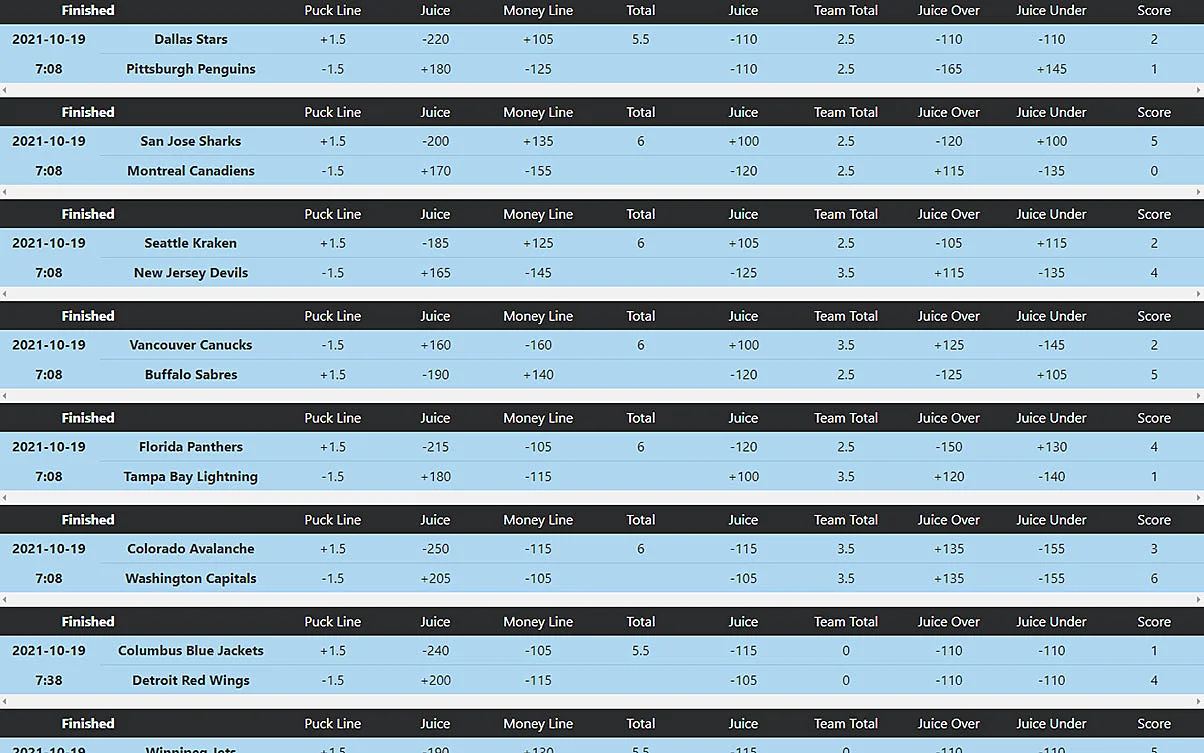 Finished Puck Line Juice Money Line Total Juice Team Total Juice Over Juice Under Score
2021-10-19 Dallas Stars +1.5 -220 +105 5.5 -110 2.5 -110 -110 2
7:08 Pittsburgh Penguins -1.5 +180 -125 -110 2.5 -165 +145 1
Finished Puck Line Juice Money Line Total Juice Team Total Juice Over Juice Under Score
2021-10-19 San Jose Sharks +1.5 -200 +135 6 +100 2.5 -120 +100 5
7:08 Montreal Canadiens -1.5 +170 -155 -120 2.5 +115 -135 0
Finished Puck Line Juice Money Line Total Juice Team Total Juice Over Juice Under Score
2021-10-19 Seattle Kraken +1.5 -185 +125 6 +105 2.5 -105 +115 2
7:08 New Jersey Devils -1.5 +165 -145 -125 3.5 +115 -135 4
Finished Puck Line Juice Money Line Total Juice Team Total Juice Over Juice Under Score
2021-10-19 Vancouver Canucks -1.5 +160 -160 6 +100 3.5 +125 -145 2
7:08 Buffalo Sabres +1.5 -190 +140 -120 2.5 -125 +105 5
Finished Puck Line Juice Money Line Total Juice Team Total Juice Over Juice Under Score
2021-10-19 Florida Panthers +1.5 -215 -105 6 -120 2.5 -150 +130 4
7:08 Tampa Bay Lightning -1.5 +180 -115 +100 3.5 +120 -140 1
Finished Puck Line Juice Money Line Total Juice Team Total Juice Over Juice Under Score
2021-10-19 Colorado Avalanche +1.5 -250 -115 6 -115 3.5 +135 -155 3
7:08 Washington Capitals -1.5 +205 -105 -105 3.5 +135 -155 6
Finished Puck Line Juice Money Line Total Juice Team Total Juice Over Juice Under Score
2021-10-19 Columbus Blue Jackets +1.5 -240 -105 5.5 -115 0 -110 -110 1
7:38 Detroit Red Wings -1.5 +200 -115 -105 0 -110 -110 4
Finished Puck Line Juice Money Line Total Juice Team Total Juice Over Juice Under Score
2021-10-19 Winnipeg Jets +1.5 -190 +130 5.5 -115 0 -110 -110 5